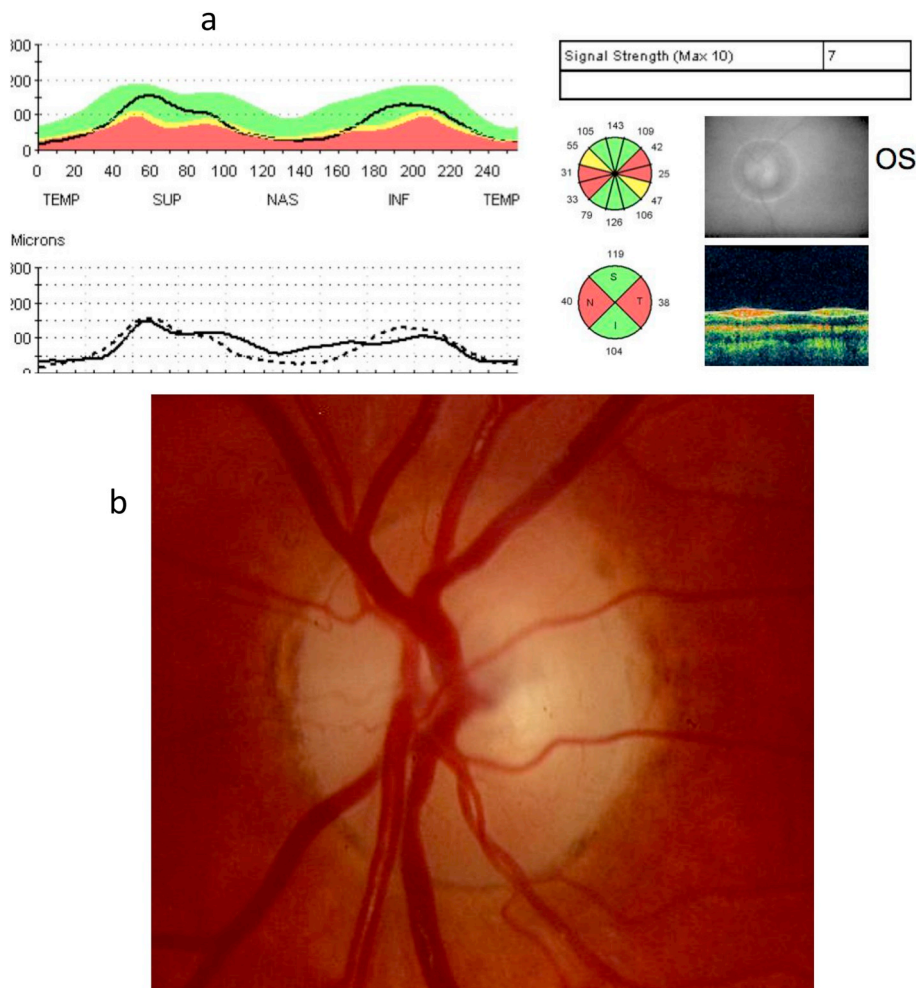 a
300
200
100
0
0 20 40 60 80 100 120 140 160 180 200 220 240
TEMP SUP NAS INF TEMP
Microns
300
200
100
0
Signal Strength (Max 10) 7
143
105 109
55 42
31 25
33 47
79 106
126
119
S
40 N T 38
I
104
OS
b